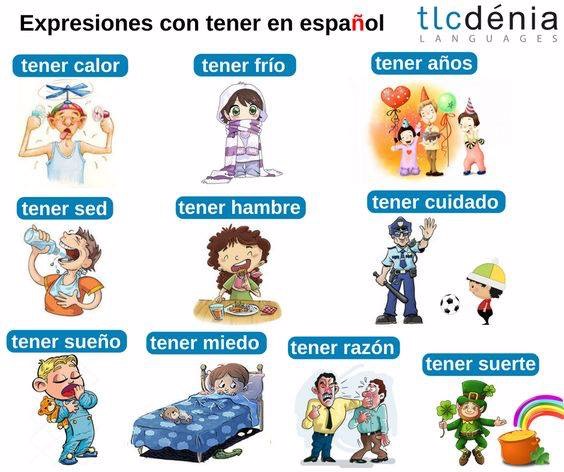 Expresiones con tener en español
tlcdénia
LANGUAGES
tener calor
tener frío
tener años
tener sed
tener hambre
tener cuidado
tener sueño
tener miedo
tener razón
tener suerte